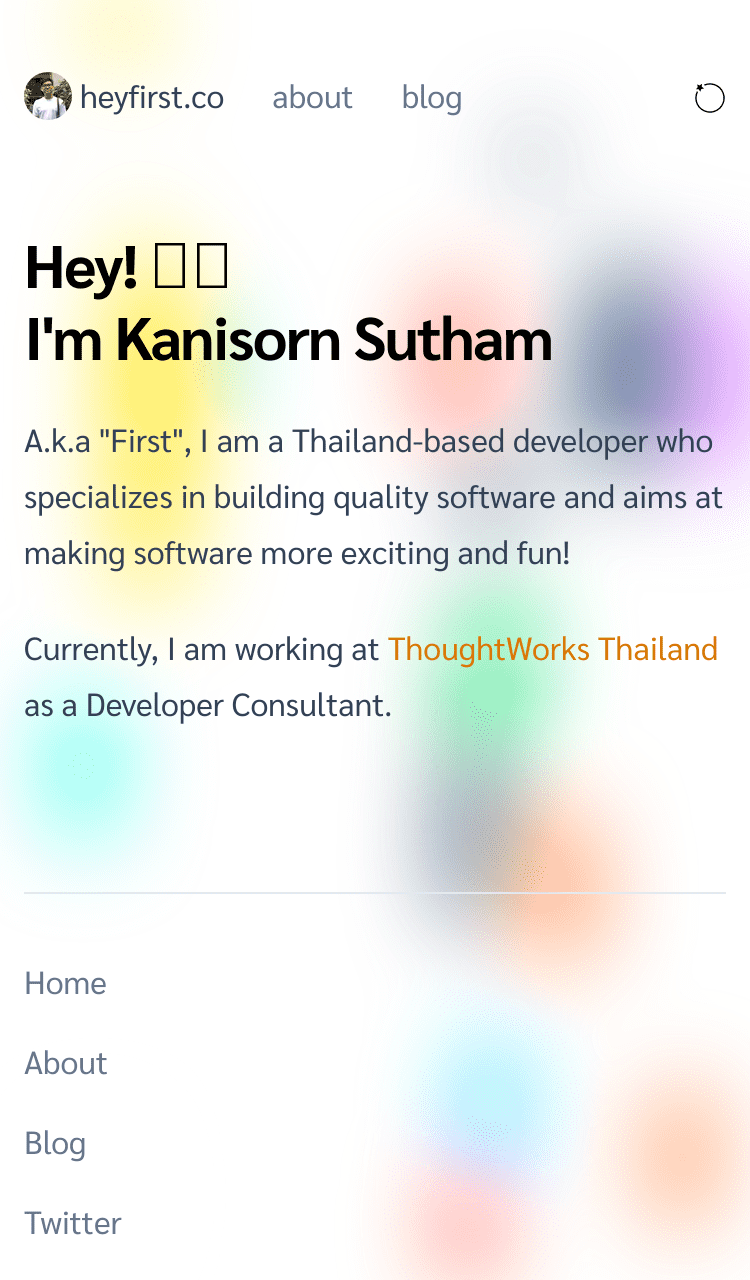 heyfirst.co about blog
Hey!
I'm Kanisorn Sutham
A.k.a "First", I am a Thailand-based developer who
specializes in building quality software and aims at
making software more exciting and fun!
Currently, I am working at ThoughtWorks Thailand
as a Developer Consultant.
Home
About
Blog
Twitter